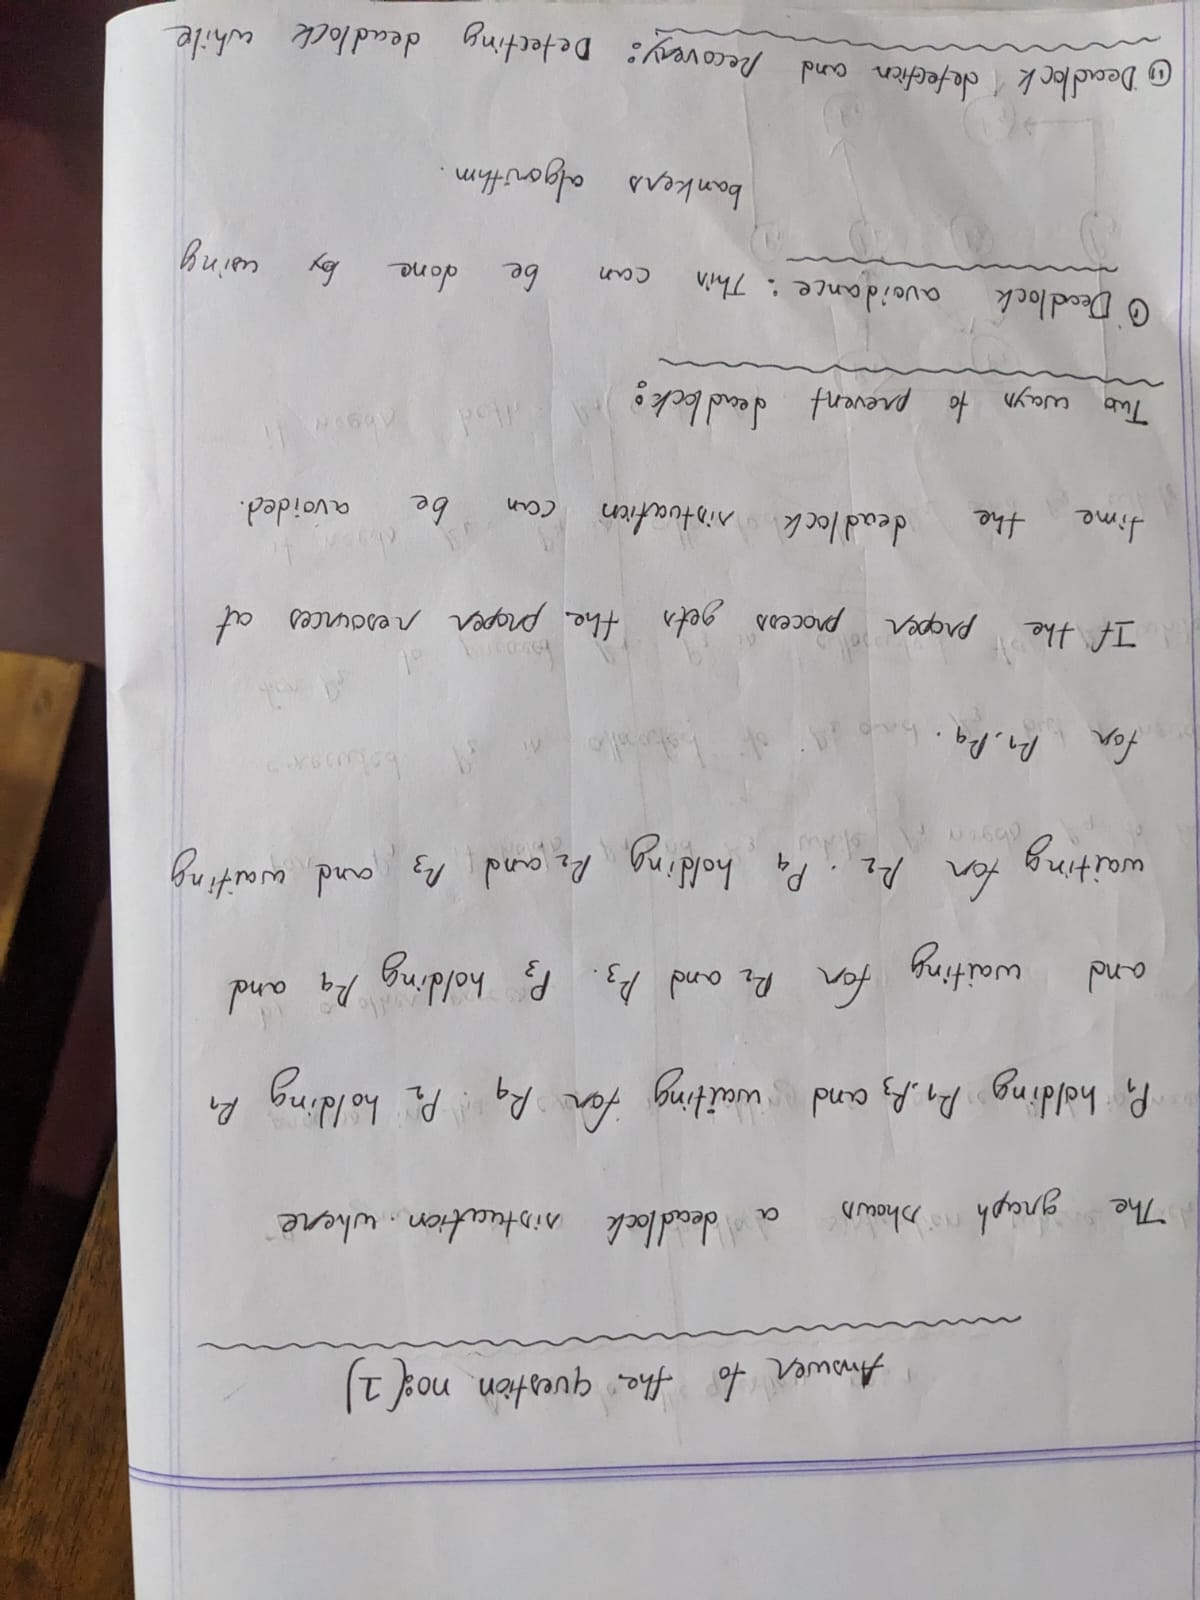 Answer to the question no:(1)
The graph shows a deadlock sistuation. where
P1 holding R1, R3 and waiting for R4. P2 holding R1
and waiting for R2 and R3. P3 holding R4 and
waiting for R2. P4 holding R2 and R3 and waiting
for R1, R4.
If the proper process gets the proper resources at
time the deadlock sistuation can be avoided.
Two ways to prevent deadlock:
① Deadlock avoidance: This can be done by using
bankers algorithm.
⑪ Deadlock detection and Recovery: Detecting deadlock while